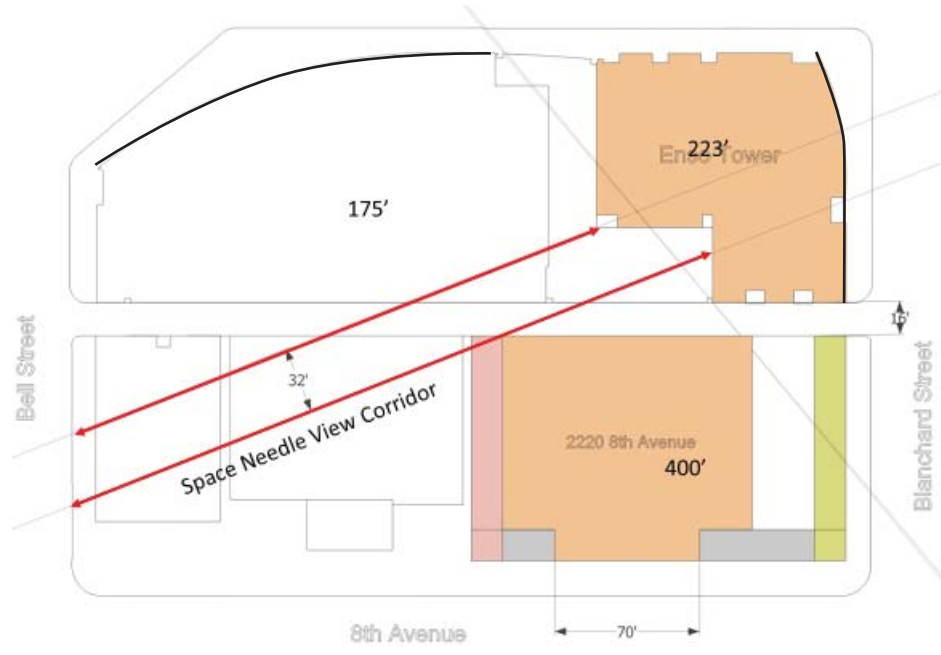 223'
Enso Tower
175'
16'
Bell Street
32'
Space Needle View Corridor
2220 8th Avenue
400'
Blanchard Street
70'
8th Avenue